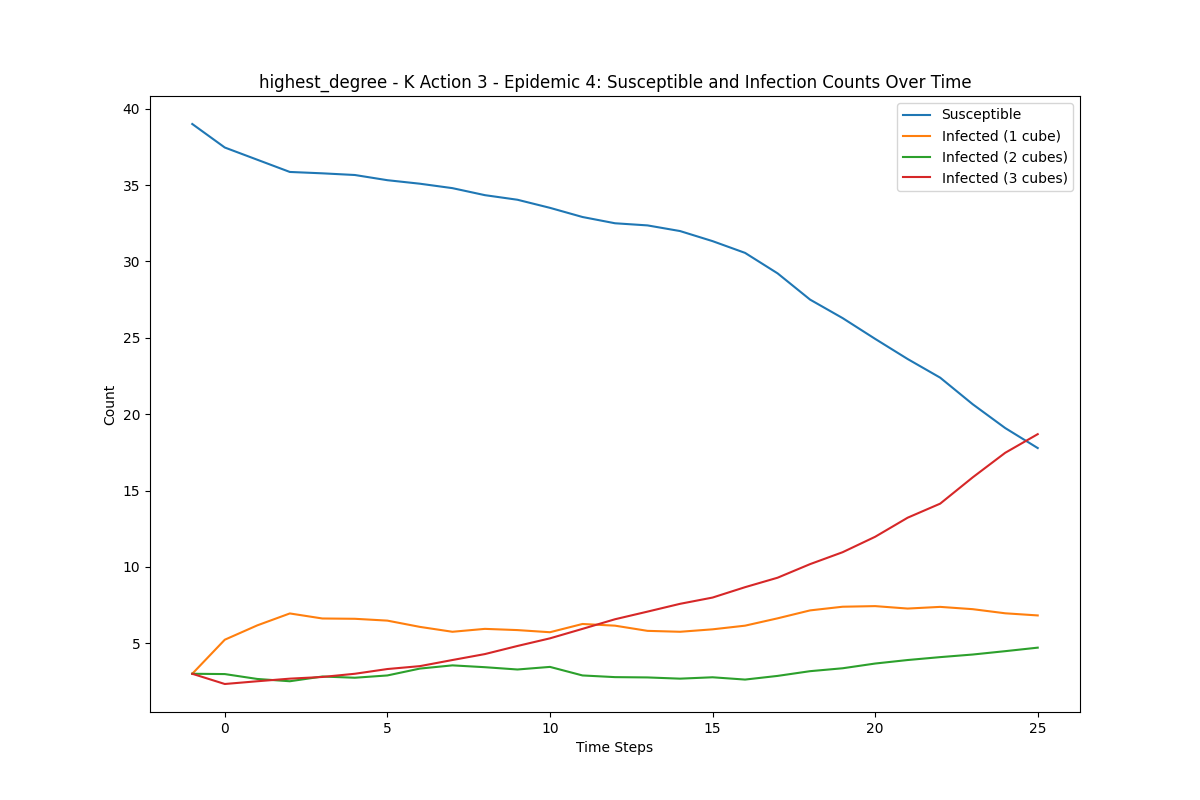 highest_degree - K Action 3 - Epidemic 4: Susceptible and Infection Counts Over Time
Susceptible
Infected (1 cube)
Infected (2 cubes)
Infected (3 cubes)
Count
40
35
30
25
20
15
10
5
0
5
10
15
20
25
Time Steps